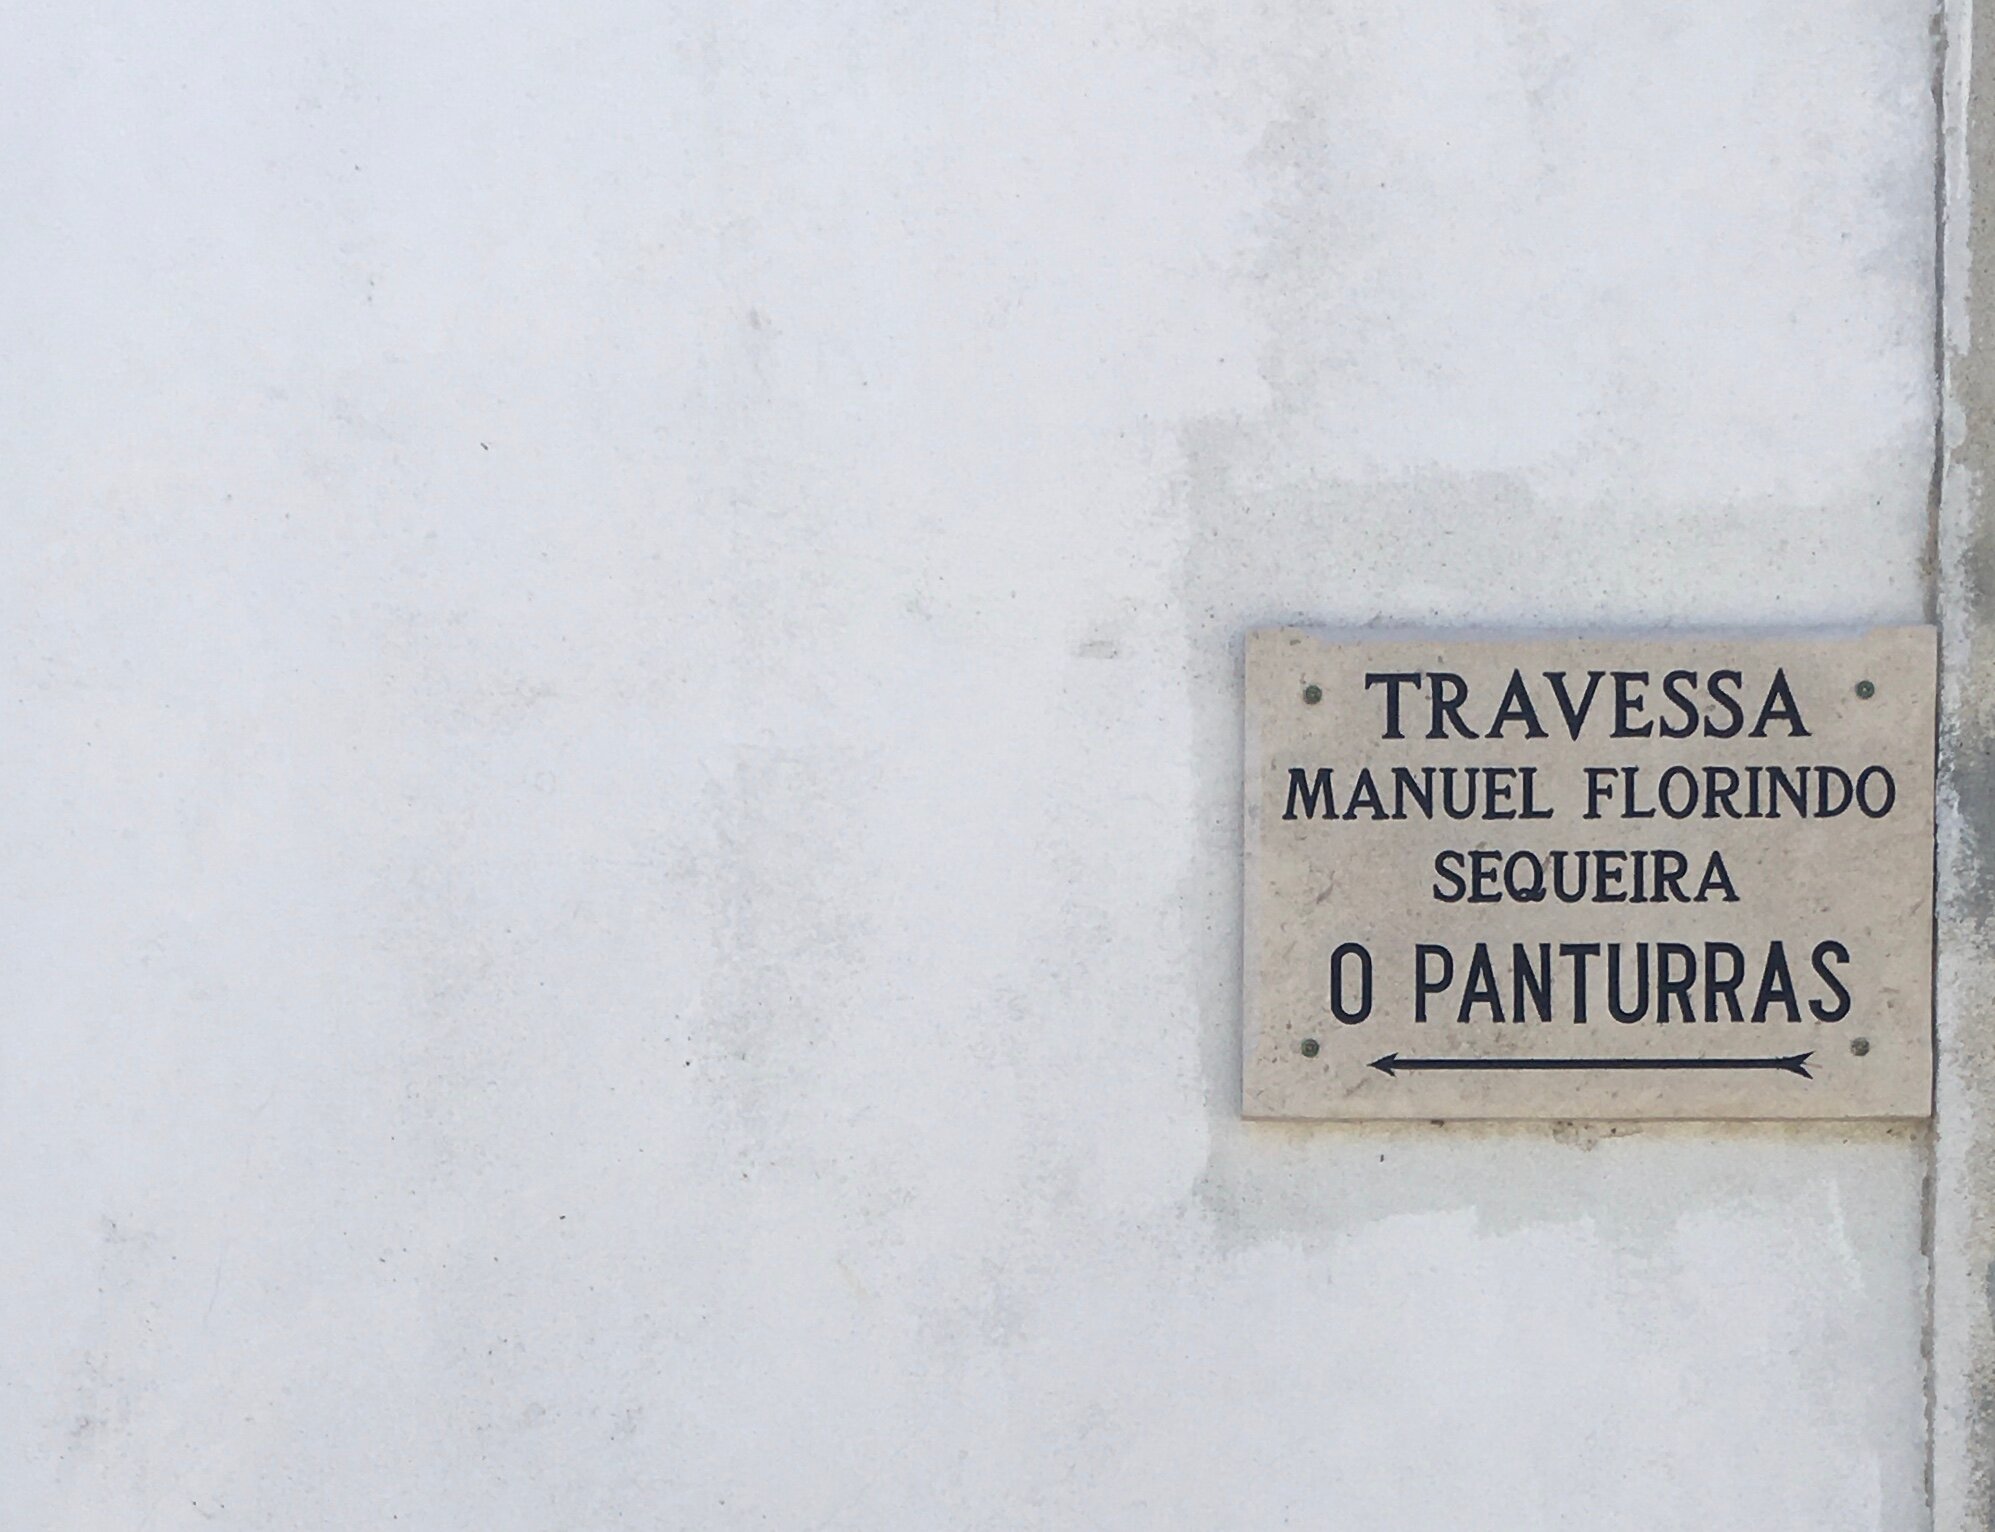 TRAVESSA
MANUEL FLORINDO
SEQUEIRA
O PANTURRAS